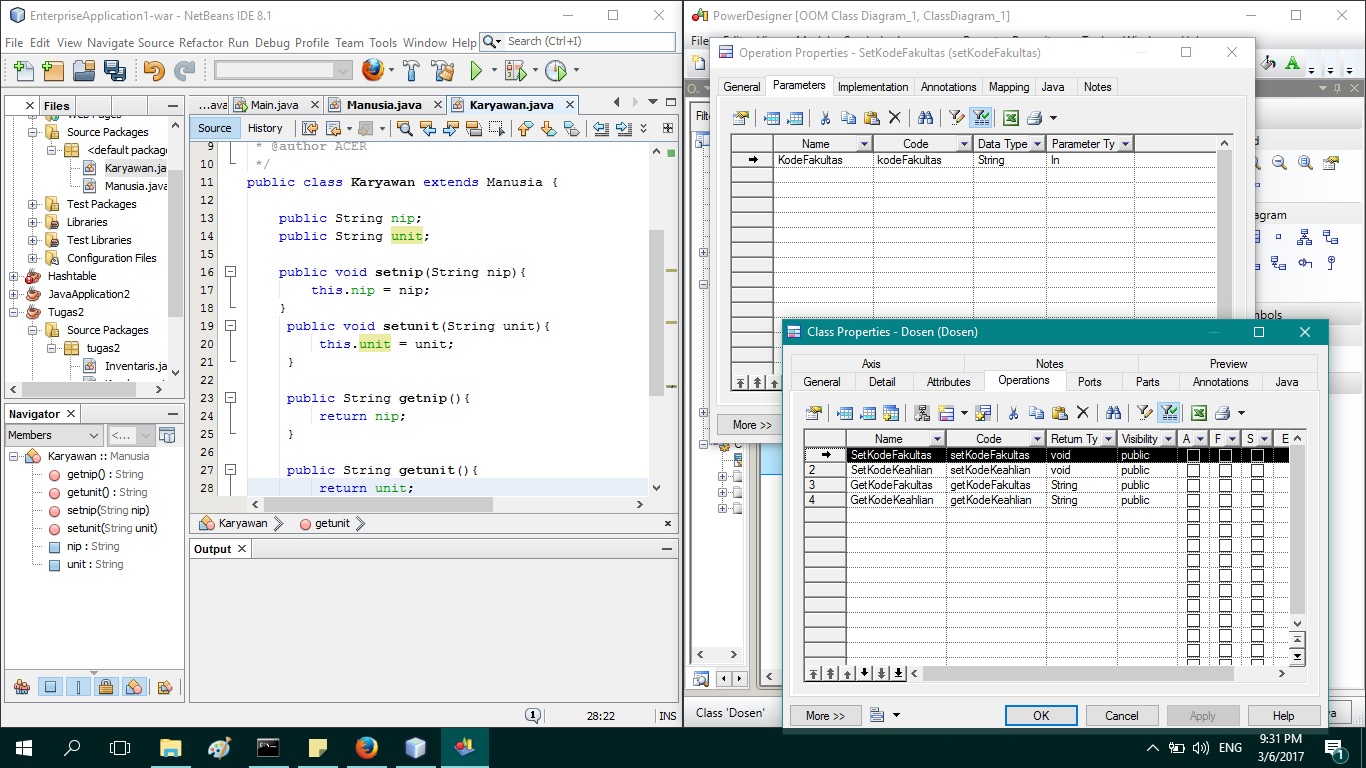 EnterpriseApplication1-war - NetBeans IDE 8.1
File Edit View Navigate Source Refactor Run Debug Profile Team Tools Window Help
Search (Ctrl+I)
Files
Source Packages
<default package
Karyawan.ja
Manusia.java
Test Packages
Libraries
Test Libraries
Configuration Files
Hashtable
JavaApplication2
Tugas2
Source Packages
tugas2
Inventaris.ja
Navigator
Members
<...
Karyawan :: Manusia
getnip() : String
getunit() : String
setnip(String nip)
setunit(String unit)
nip : String
unit : String
...ava
Main.java
Manusia.java
Karyawan.java
Source
History
9 * @author ACER
10 */
11 public class Karyawan extends Manusia {
12
13 public String nip;
14 public String unit;
15
16 public void setnip(String nip){
17 this.nip = nip;
18 }
19 public void setunit(String unit){
20 this.unit = unit;
21 }
22
23 public String getnip(){
24 return nip;
25 }
26
27 public String getunit(){
28 return unit;
Karyawan
getunit
Output
1
28:22
INS
PowerDesigner [OOM Class Diagram_1, ClassDiagram_1]
O.
Filte
agram
mbols
Class 'Dosen'
Operation Properties - SetKodeFakultas (setKodeFakultas)
General Parameters Implementation Annotations Mapping Java Notes
Name Code Data Type Parameter Ty
KodeFakultas kodeFakultas String In
More >>
Class Properties - Dosen (Dosen)
Axis Notes Preview
General Detail Attributes Operations Ports Parts Annotations Java
Name Code Return Ty Visibility A F S E
SetKodeFakultas setKodeFakultas void public
2 SetKodeKeahlian setKodeKeahlian void public
3 GetKodeFakultas getKodeFakultas String public
4 GetKodeKeahlian getKodeKeahlian String public
More >>
OK
Cancel
Apply
Help
ENG
9:31 PM
3/6/2017
1